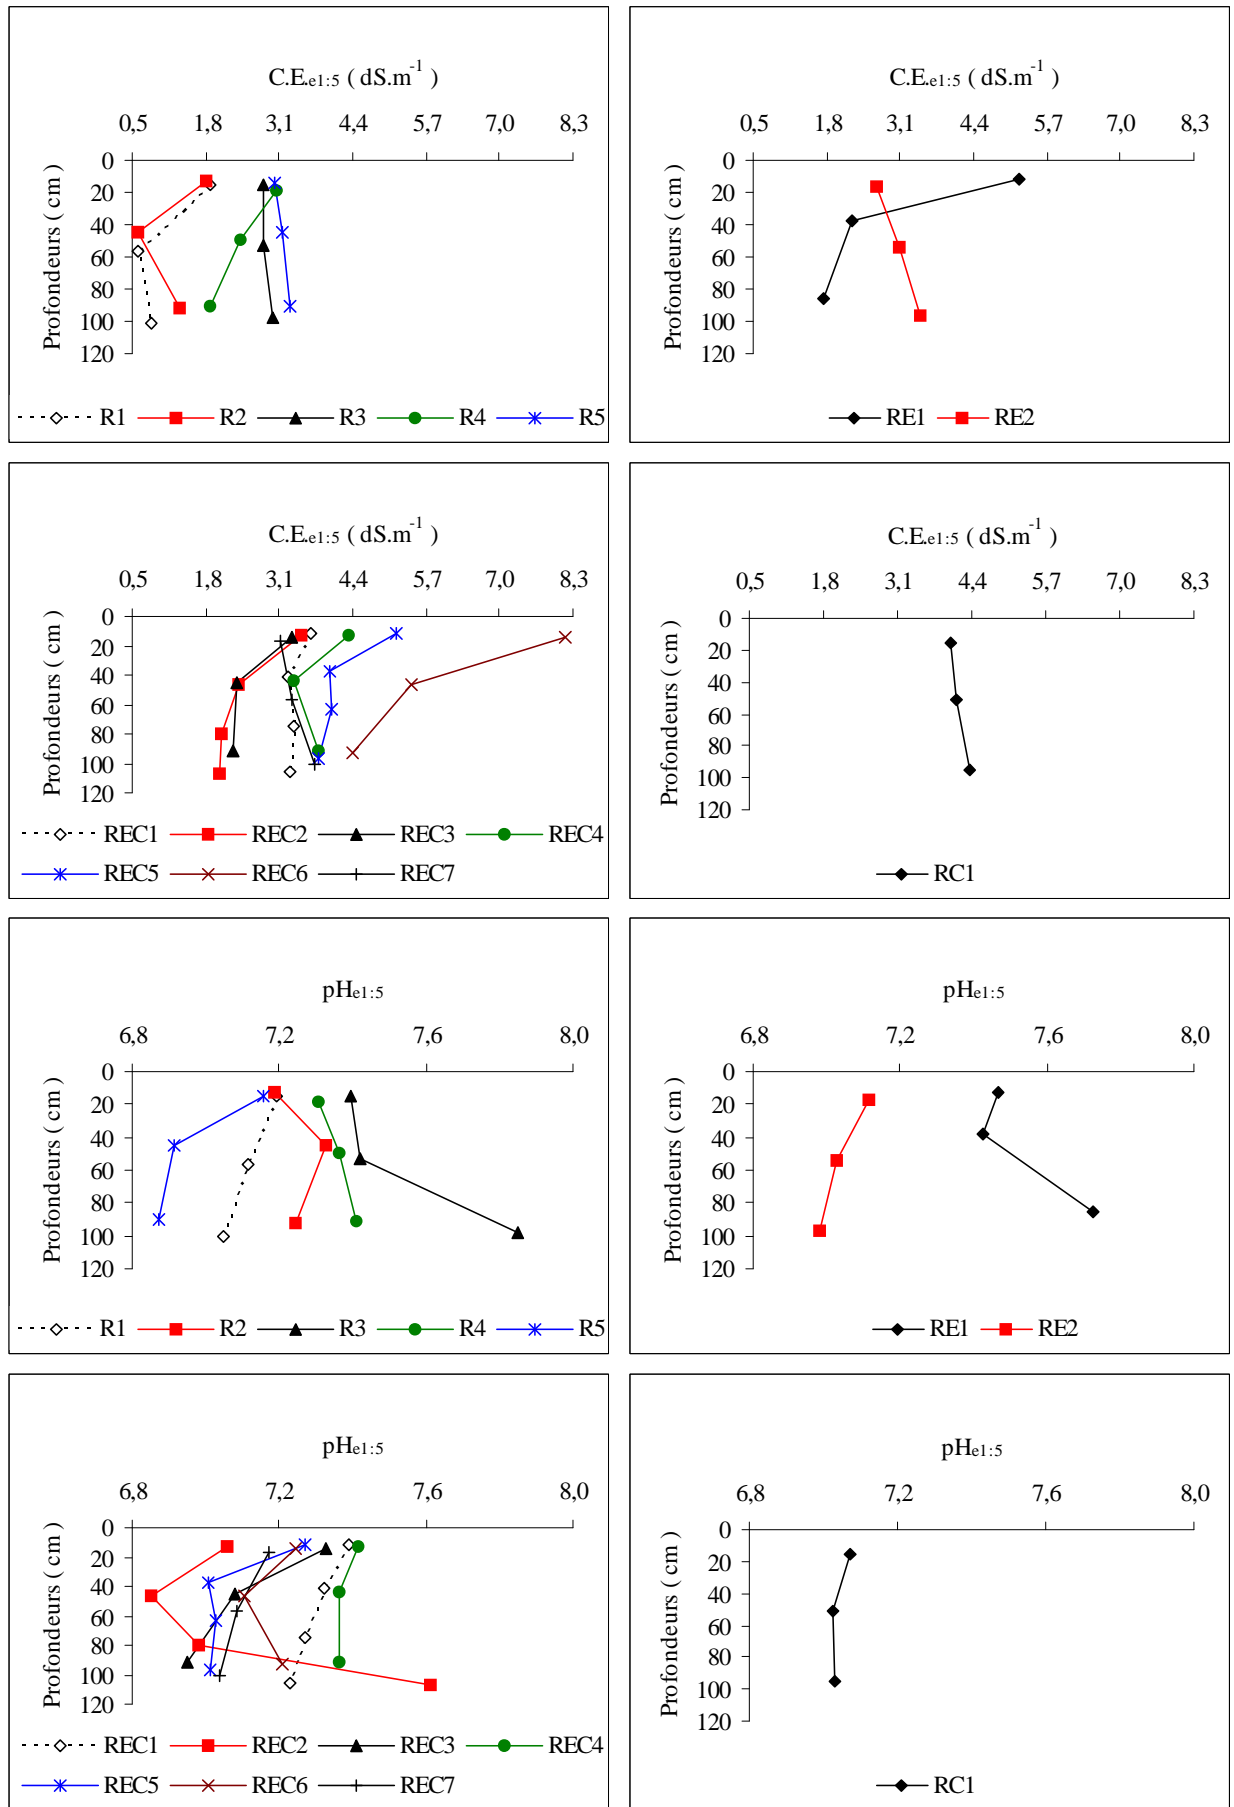 C.E.e1:5 ( dS.m-1 )
0,5 1,8 3,1 4,4 5,7 7,0 8,3
Profondeurs ( cm )
0
20
40
60
80
100
120
R1 R2 R3 R4 R5
C.E.e1:5 ( dS.m-1 )
0,5 1,8 3,1 4,4 5,7 7,0 8,3
Profondeurs ( cm )
0
20
40
60
80
100
120
RE1 RE2
C.E.e1:5 ( dS.m-1 )
0,5 1,8 3,1 4,4 5,7 7,0 8,3
Profondeurs ( cm )
0
20
40
60
80
100
120
REC1 REC2 REC3 REC4
REC5 REC6 REC7
C.E.e1:5 ( dS.m-1 )
0,5 1,8 3,1 4,4 5,7 7,0 8,3
Profondeurs ( cm )
0
20
40
60
80
100
120
RC1
pHe1:5
6,8 7,2 7,6 8,0
Profondeurs ( cm )
0
20
40
60
80
100
120
R1 R2 R3 R4 R5
pHe1:5
6,8 7,2 7,6 8,0
Profondeurs ( cm )
0
20
40
60
80
100
120
RE1 RE2
pHe1:5
6,8 7,2 7,6 8,0
Profondeurs ( cm )
0
20
40
60
80
100
120
REC1 REC2 REC3 REC4
REC5 REC6 REC7
pHe1:5
6,8 7,2 7,6 8,0
Profondeurs ( cm )
0
20
40
60
80
100
120
RC1